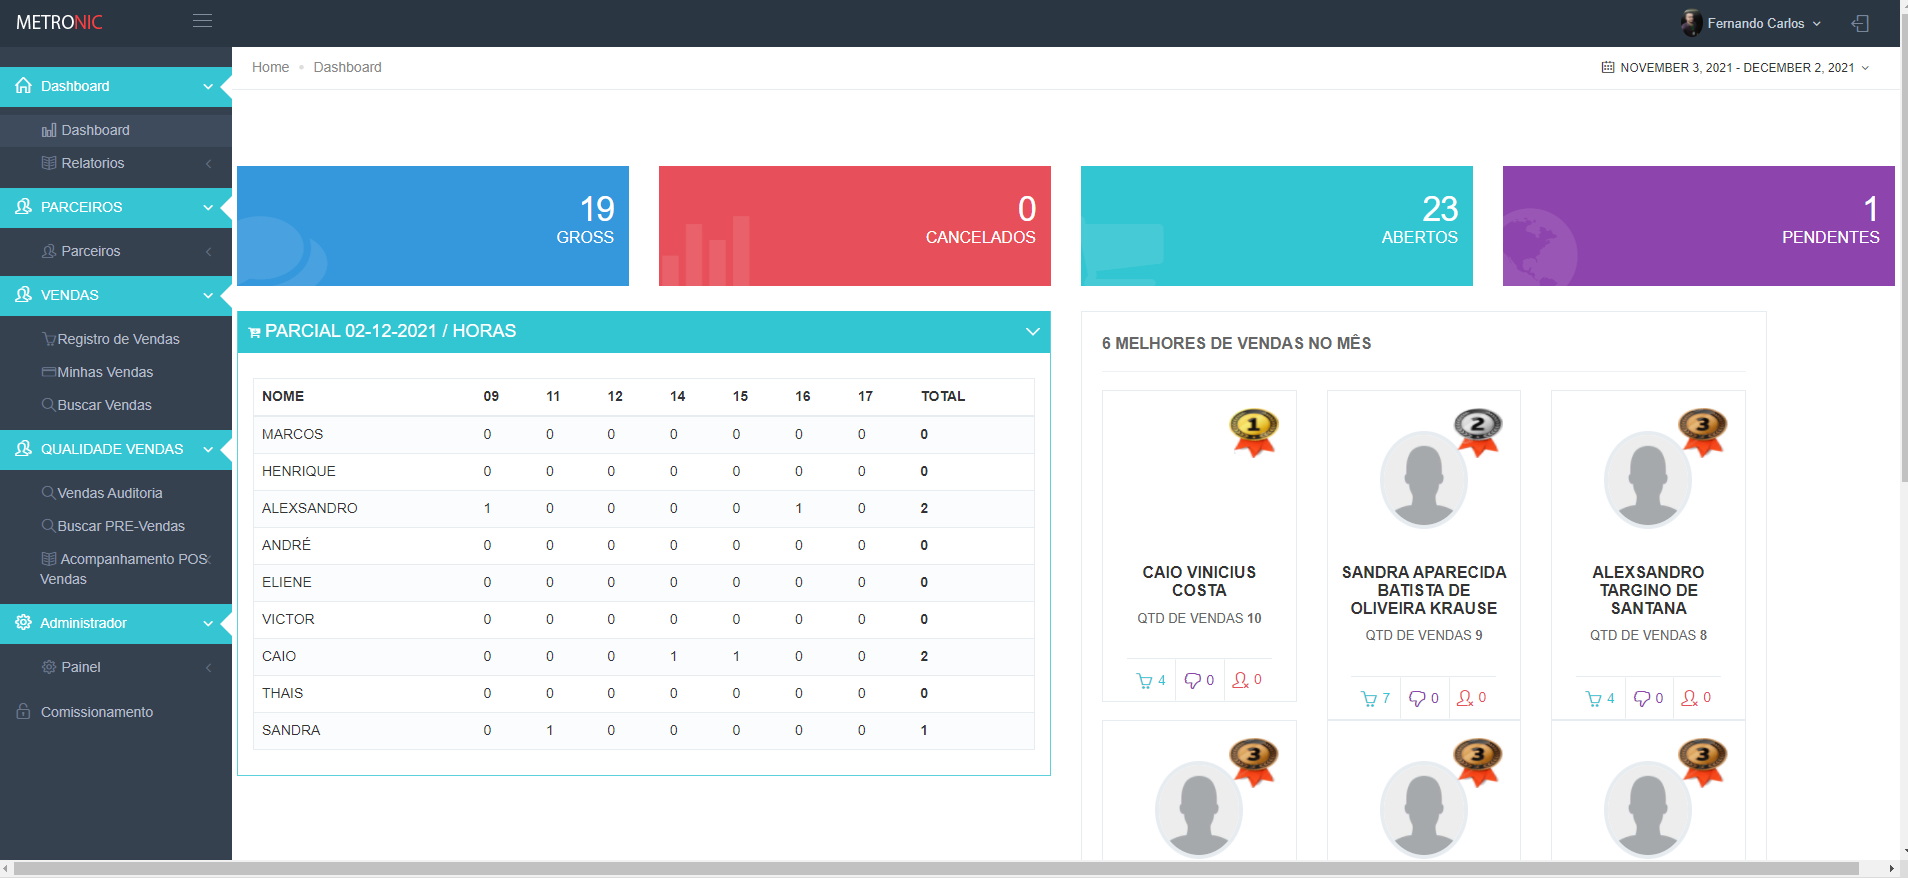 METRONIC
Fernando Carlos
Home Dashboard
NOVEMBER 3, 2021 - DECEMBER 2, 2021
Dashboard
Dashboard
Relatorios
PARCEIROS
Parceiros
VENDAS
Registro de Vendas
Minhas Vendas
Buscar Vendas
QUALIDADE VENDAS
Vendas Auditoria
Buscar PRE-Vendas
Acompanhamento POS
Vendas
Administrador
Painel
Comissionamento
19
GROSS
0
CANCELADOS
23
ABERTOS
1
PENDENTES
PARCIAL 02-12-2021 / HORAS
NOME 09 11 12 14 15 16 17 TOTAL
MARCOS 0 0 0 0 0 0 0 0
HENRIQUE 0 0 0 0 0 0 0 0
ALEXSANDRO 1 0 0 0 0 1 0 2
ANDRÉ 0 0 0 0 0 0 0 0
ELIENE 0 0 0 0 0 0 0 0
VICTOR 0 0 0 0 0 0 0 0
CAIO 0 0 0 1 1 0 0 2
THAIS 0 0 0 0 0 0 0 0
SANDRA 0 1 0 0 0 0 0 1
6 MELHORES DE VENDAS NO MÊS
1
CAIO VINICIUS
COSTA
QTD DE VENDAS 10
4 0 0
2
SANDRA APARECIDA
BATISTA DE
OLIVEIRA KRAUSE
QTD DE VENDAS 9
7 0 0
3
ALEXSANDRO
TARGINO DE
SANTANA
QTD DE VENDAS 8
4 0 0
3
3
3